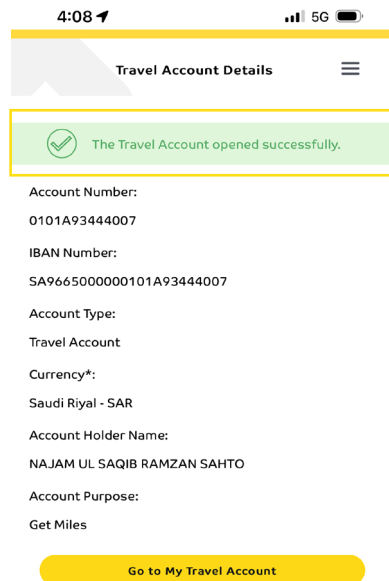 4:08
5G
Travel Account Details
The Travel Account opened successfully.
Account Number:
0101A93444007
IBAN Number:
SA9665000000101A93444007
Account Type:
Travel Account
Currency*:
Saudi Riyal - SAR
Account Holder Name:
NAJAM UL SAQIB RAMZAN SAHTO
Account Purpose:
Get Miles
Go to My Travel Account